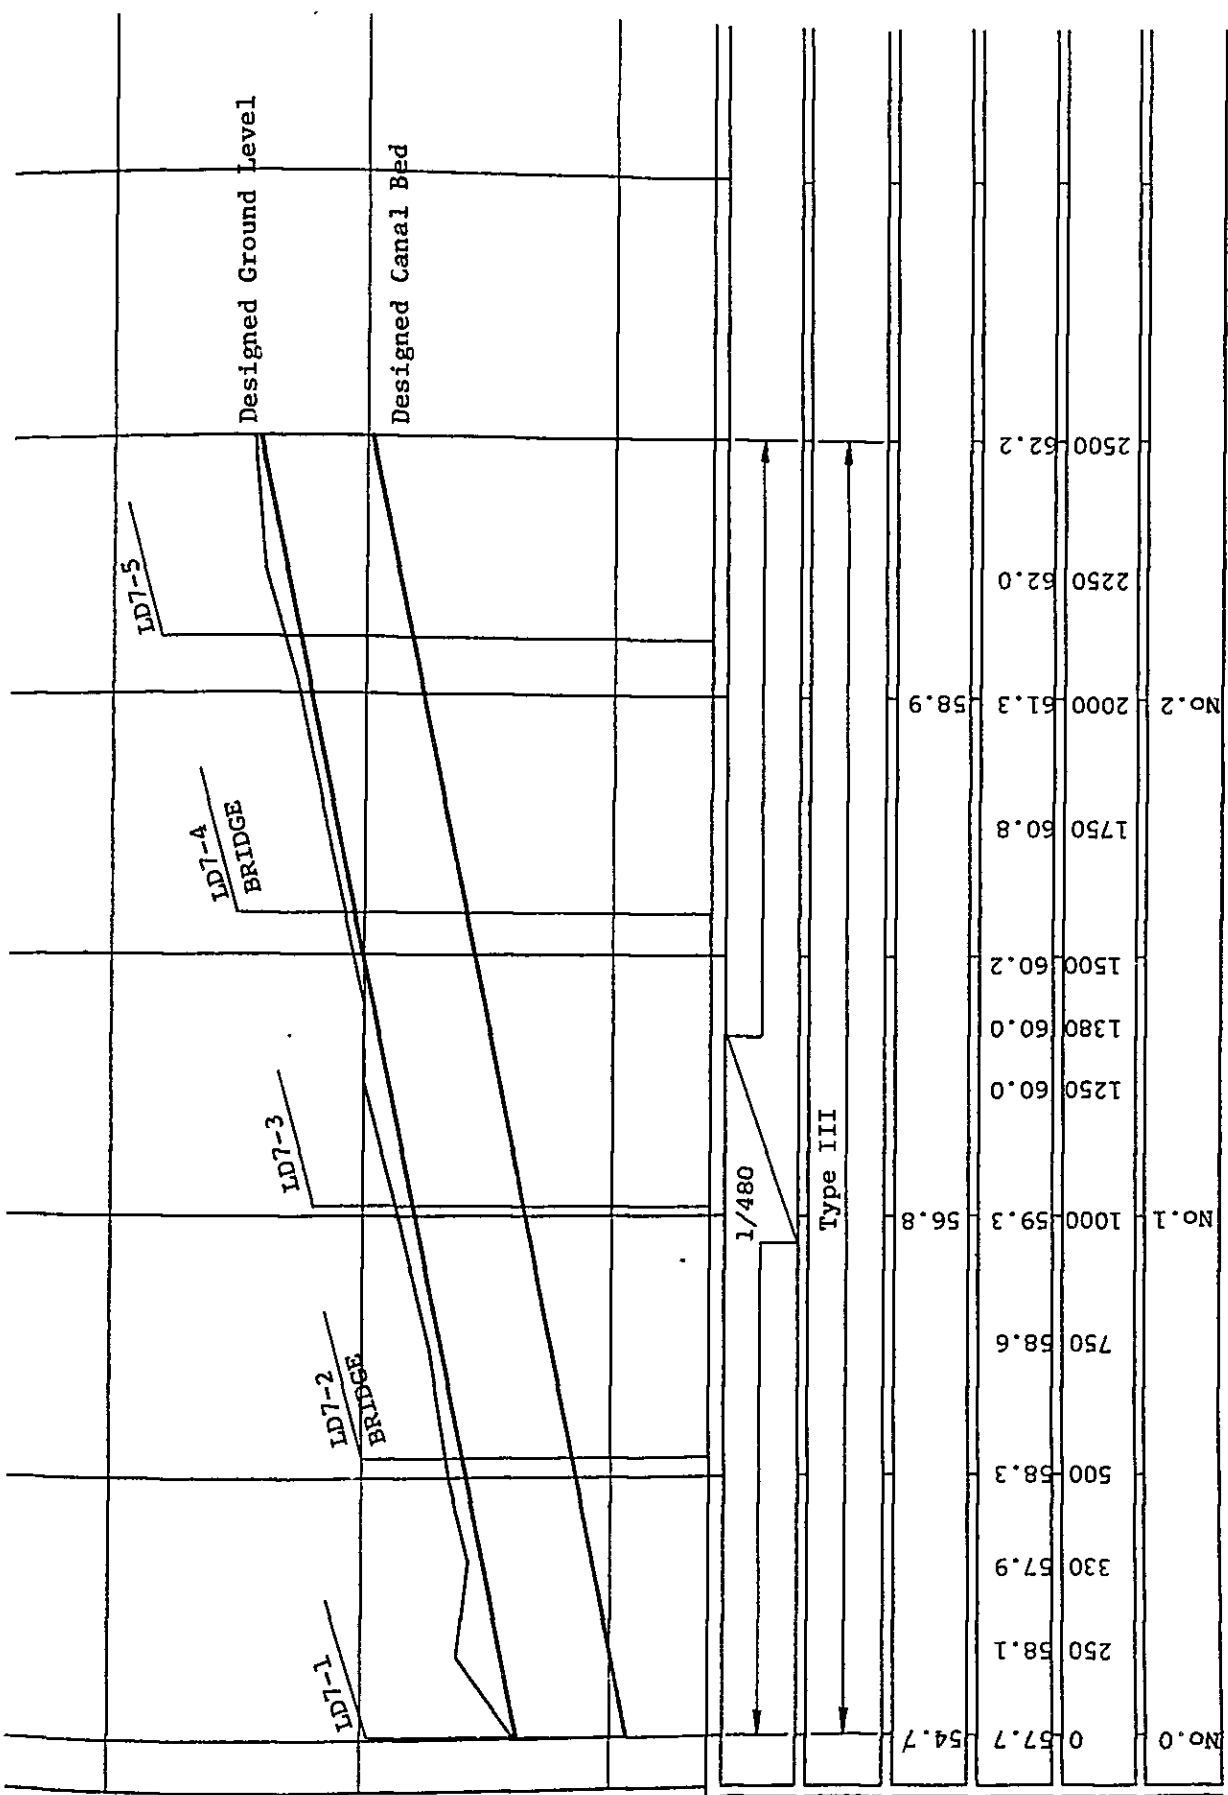 Designed Ground Level
Designed Canal Bed
LD7-5
LD7-4
BRIDGE
LD7-3
LD7-2
BRIDGE
LD7-1
1/480
Type III
54.7
56.8
58.9
57.7
58.1
57.9
58.3
58.6
59.3
60.0
60.0
60.2
60.8
61.3
62.0
62.2
0
250
330
500
750
1000
1250
1380
1500
1750
2000
2250
2500
No.0
No.1
No.2